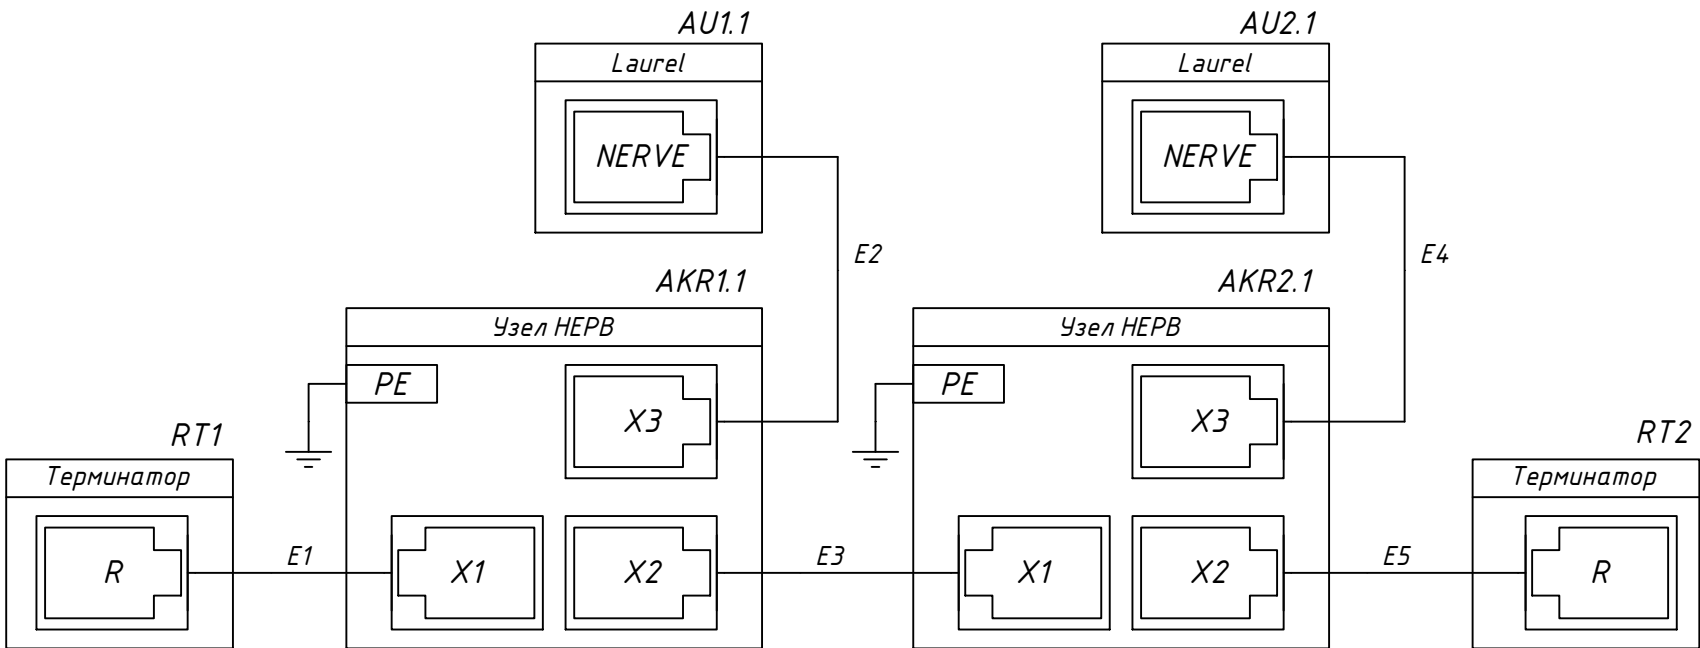 AU1.1
AU2.1
Laurel
Laurel
NERVE
NERVE
E2
E4
AKR1.1
AKR2.1
Узел НЕРВ
Узел НЕРВ
PE
X3
PE
X3
RT1
RT2
Терминатор
Терминатор
R
E1
X1
X2
E3
X1
X2
E5
R